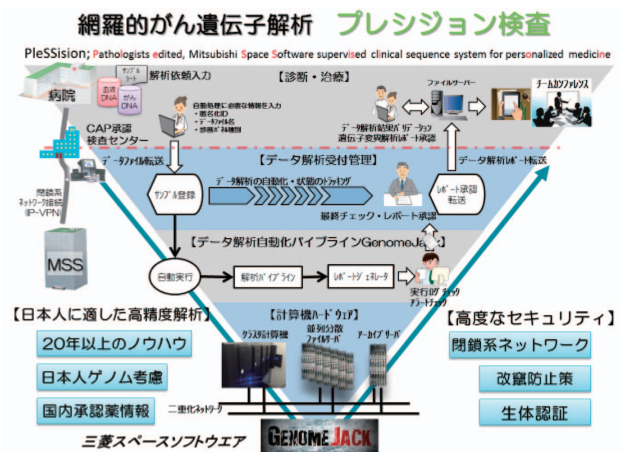 網羅的がん遺伝子解析 プレシジョン検査
PleSSision; Pathologists edited, Mitsubishi Space Software supervised clinical sequence system for personalized medicine
サンプルシート
解析依頼入力
【診断・治療】
ファイルサーバー
チームカンファレンス
病院
血液DNA
がんDNA
自動処理に必要な情報を入力
・匿名化ID
・データファイル名
・診断パネル種別
CAP承認
検査センター
データ解析結果バリデーション
遺伝子変異解析レポート承認
データファイル転送
【データ解析受付管理】
データ解析レポート転送
閉鎖系
ネットワーク接続
(IP-VPN)
サンプル登録
データ解析の自動化・状態のトラッキング
レポート承認
転送
最終チェック・レポート承認
MSS
【データ解析自動化パイプラインGenomeJack】
自動実行
解析パイプライン
レポートジェネレータ
実行ログチェック
アラートチェック
【日本人に適した高精度解析】
【計算機ハードウェア】
【高度なセキュリティ】
クラスタ計算機
並列分散
ファイルサーバ
アーカイブサーバ
20年以上のノウハウ
閉鎖系ネットワーク
日本人ゲノム考慮
改竄防止策
国内承認薬情報
二重化ネットワーク
生体認証
三菱スペースソフトウエア
GENOME JACK